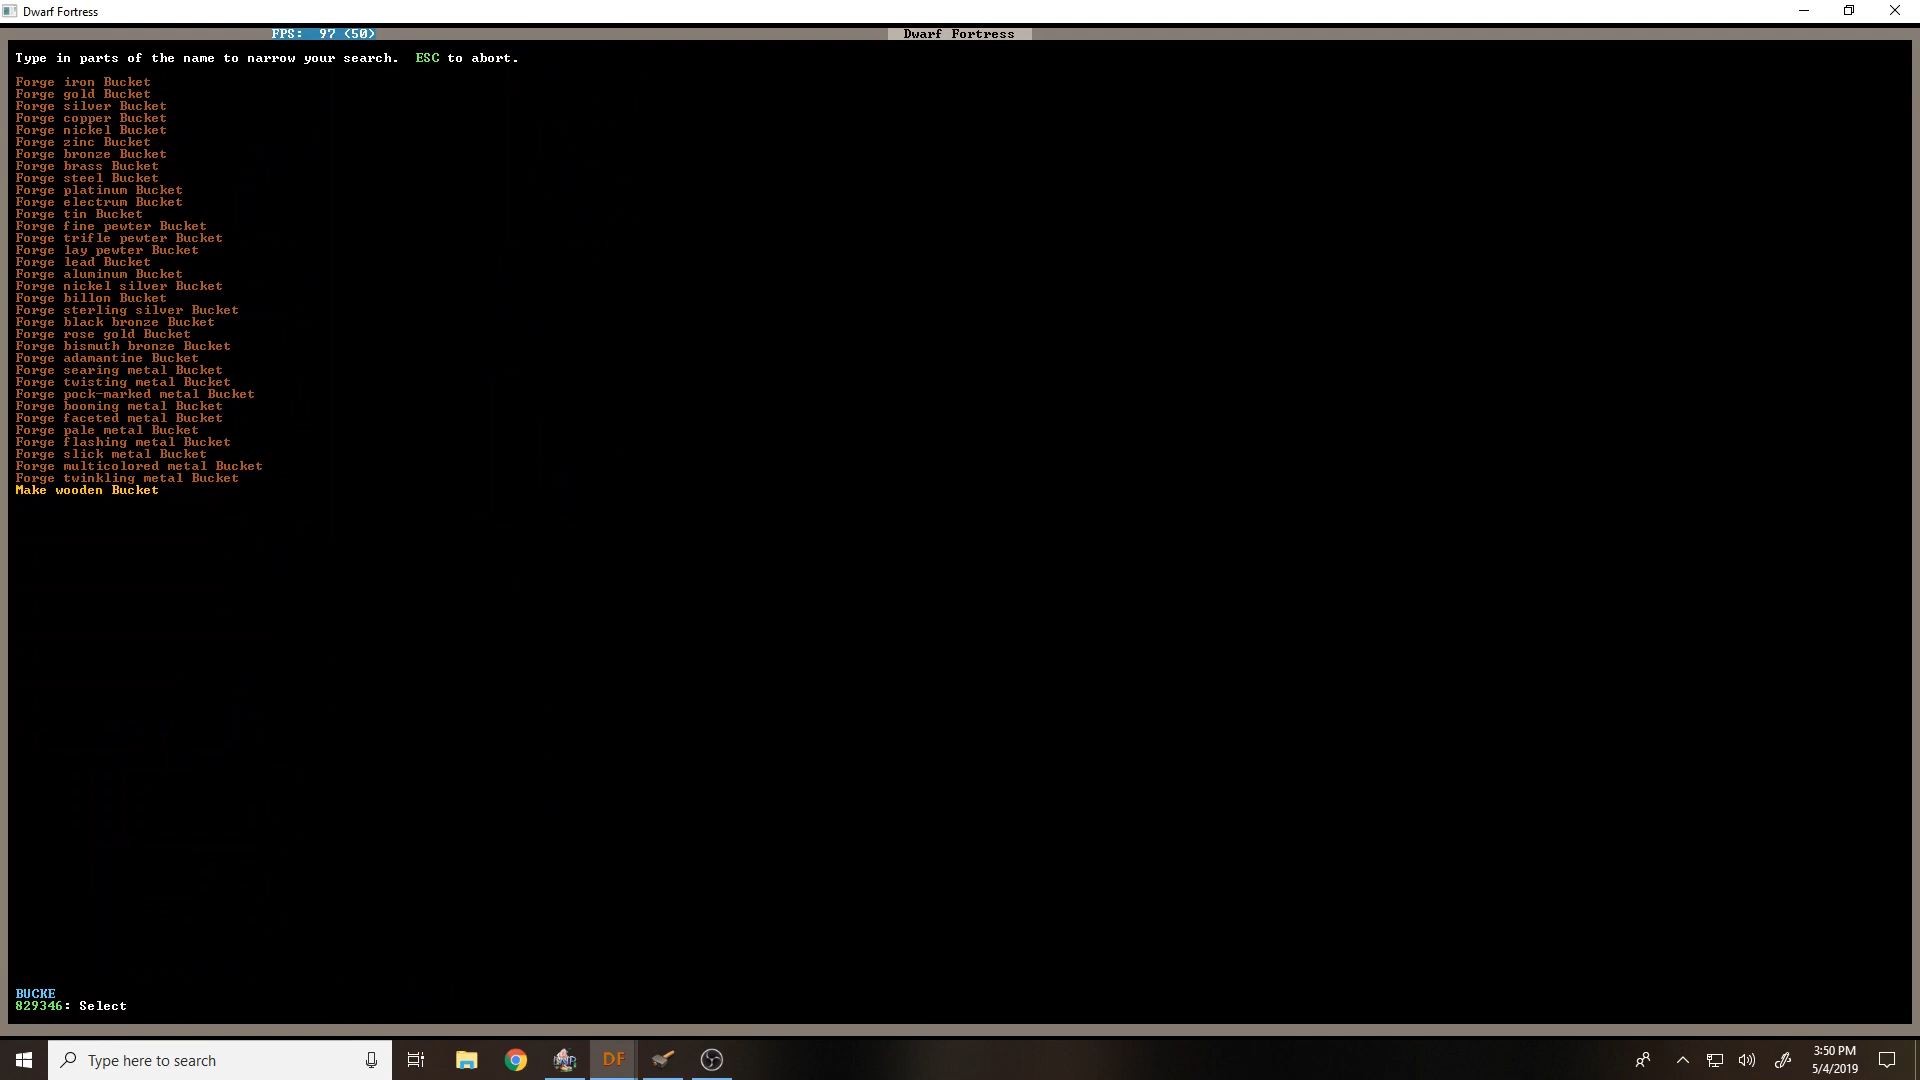 Dwarf Fortress
FPS: 97 (50)
Dwarf Fortress
Type in parts of the name to narrow your search. ESC to abort.
Forge iron Bucket
Forge gold Bucket
Forge silver Bucket
Forge copper Bucket
Forge nickel Bucket
Forge zinc Bucket
Forge bronze Bucket
Forge brass Bucket
Forge steel Bucket
Forge platinum Bucket
Forge electrum Bucket
Forge tin Bucket
Forge fine pewter Bucket
Forge trifle pewter Bucket
Forge lay pewter Bucket
Forge lead Bucket
Forge aluminum Bucket
Forge nickel silver Bucket
Forge billon Bucket
Forge sterling silver Bucket
Forge black bronze Bucket
Forge rose gold Bucket
Forge bismuth bronze Bucket
Forge adamantine Bucket
Forge searing metal Bucket
Forge twisting metal Bucket
Forge pock-marked metal Bucket
Forge booming metal Bucket
Forge faceted metal Bucket
Forge pale metal Bucket
Forge flashing metal Bucket
Forge slick metal Bucket
Forge multicolored metal Bucket
Forge twinkling metal Bucket
Make wooden Bucket
BUCKE
829346: Select
Type here to search
DF
3:50 PM
5/4/2019